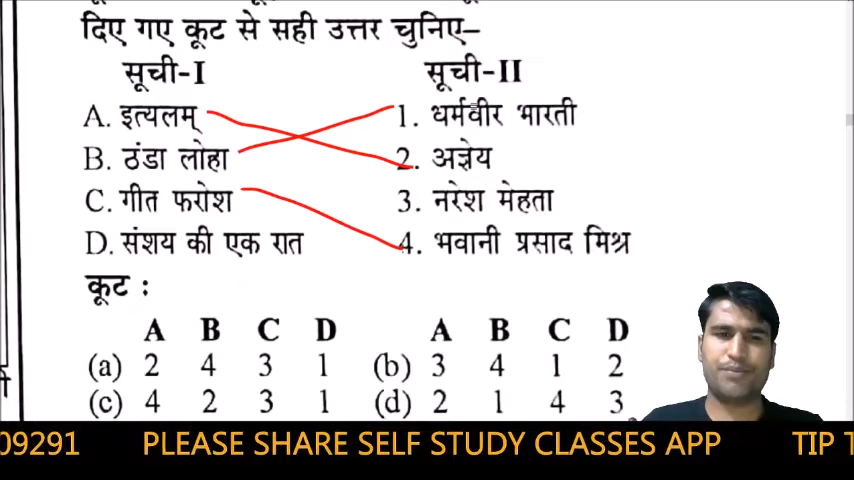 दिए गए कूट से सही उत्तर चुनिए–
सूची-I सूची-II
A. इत्यलम् 1. धर्मवीर भारती
B. ठंडा लोहा 2. अज्ञेय
C. गीत फरोश 3. नरेश मेहता
D. संशय की एक रात 4. भवानी प्रसाद मिश्र
कूट :
A B C D A B C D
(a) 2 4 3 1 (b) 3 4 1 2
(c) 4 2 3 1 (d) 2 1 4 3
09291 PLEASE SHARE SELF STUDY CLASSES APP TIP T